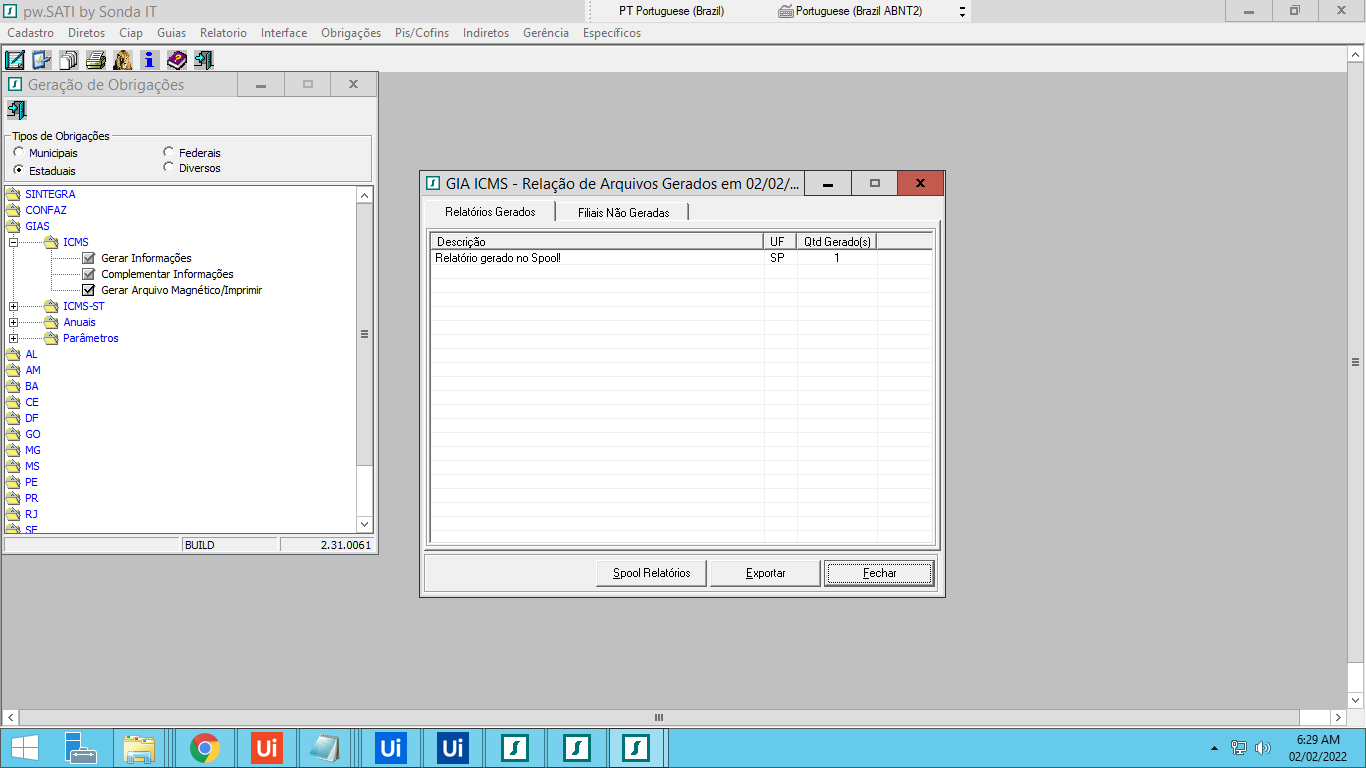 pw.SATI by Sonda IT
PT Portuguese (Brazil)
Portuguese (Brazil ABNT2)
Cadastro Diretos Ciap Guias Relatorio Interface Obrigações Pis/Cofins Indiretos Gerência Específicos
Geração de Obrigações
Tipos de Obrigações
Municipais Federais
Estaduais Diversos
SINTEGRA
CONFAZ
GIAS
ICMS
Gerar Informações
Complementar Informações
Gerar Arquivo Magnético/Imprimir
ICMS-ST
Anuais
Parâmetros
AL
AM
BA
CE
DF
GO
MG
MS
PE
PR
RJ
SE
BUILD 2.31.0061
GIA ICMS - Relação de Arquivos Gerados em 02/02/...
Relatórios Gerados Filiais Não Geradas
Descrição UF Qtd Gerado(s)
Relatório gerado no Spool! SP 1
Spool Relatórios Exportar Fechar
Ui Ui Ui
6:29 AM
02/02/2022